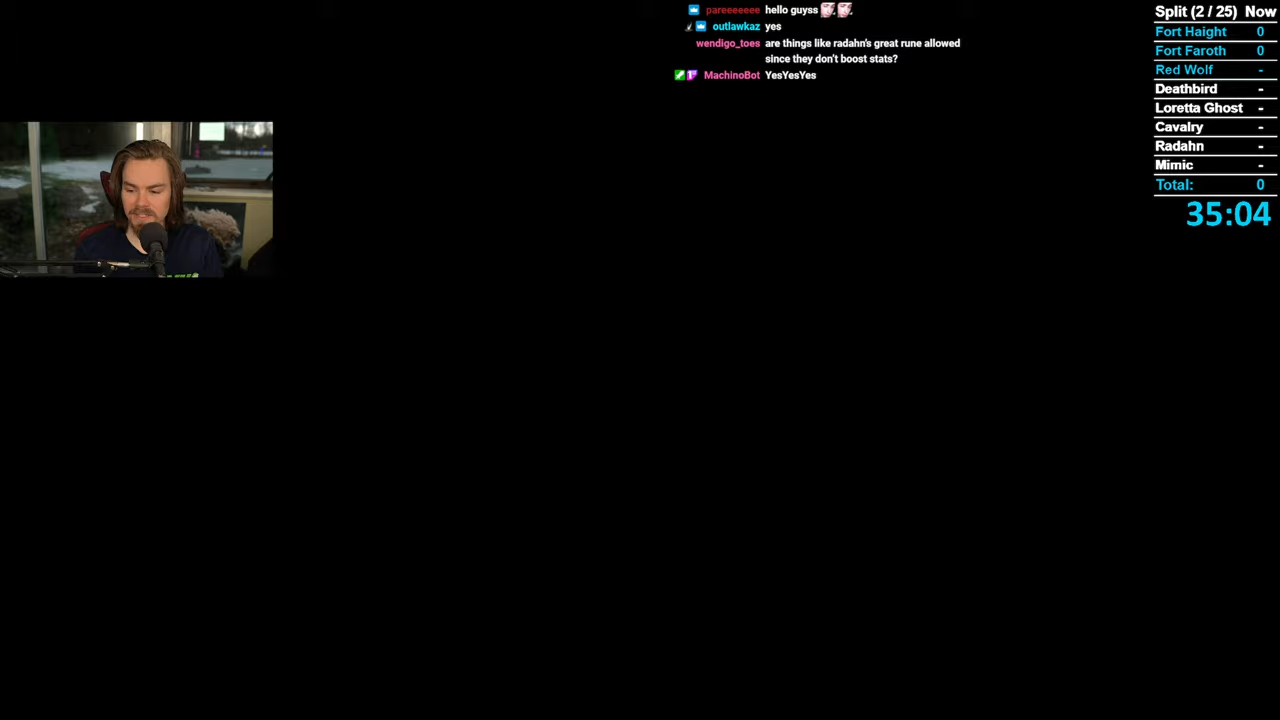 pareeeeeee hello guyss
outlawkaz yes
wendigo_toes are things like radahn's great rune allowed
since they don't boost stats?
MachinoBot YesYesYes
Split (2 / 25) Now
Fort Haight 0
Fort Faroth 0
Red Wolf -
Deathbird -
Loretta Ghost -
Cavalry -
Radahn -
Mimic -
Total: 0
35:04